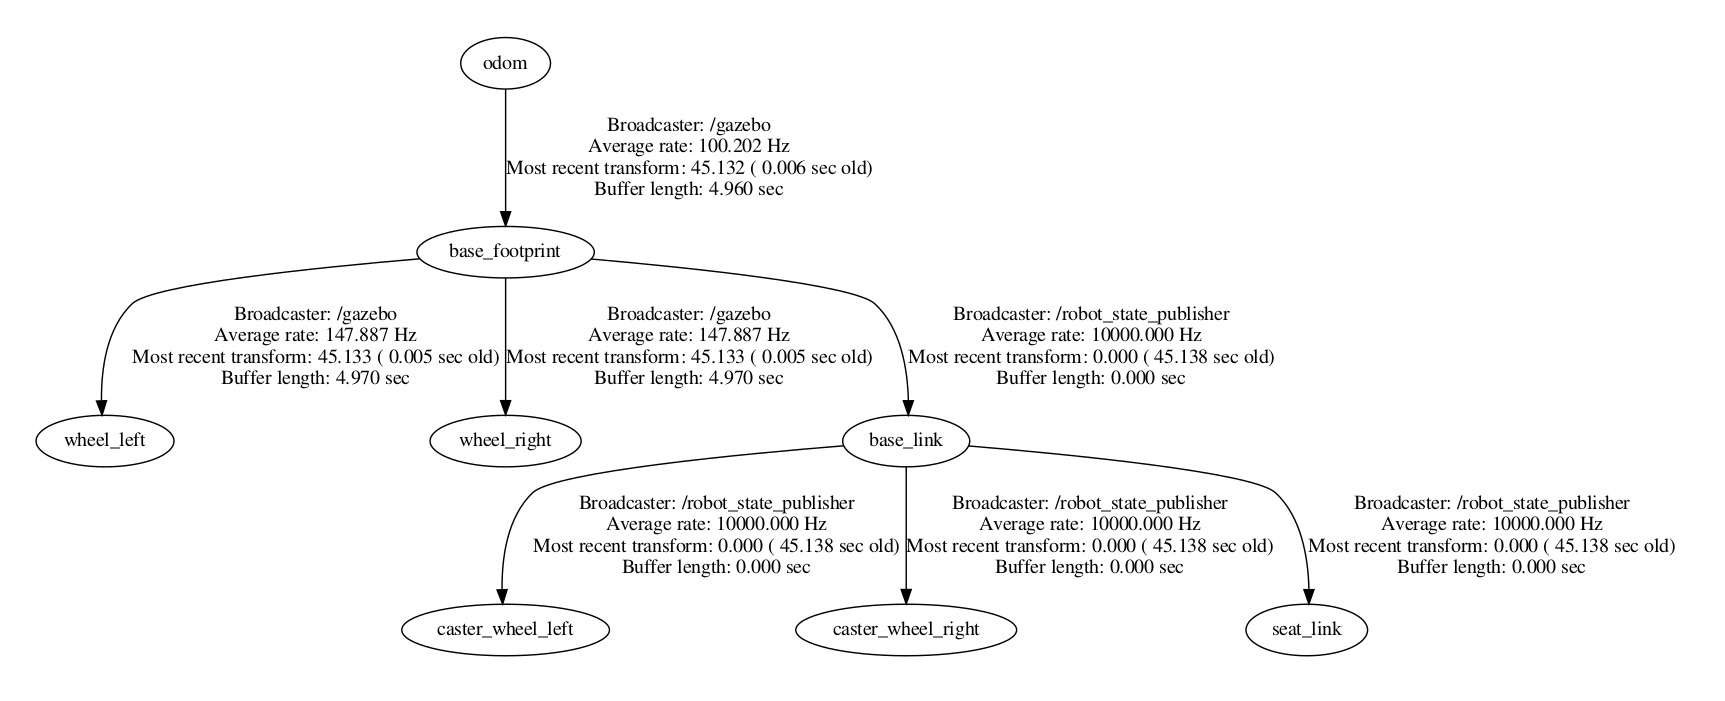 odom
Broadcaster: /gazebo
Average rate: 100.202 Hz
Most recent transform: 45.132 ( 0.006 sec old)
Buffer length: 4.960 sec
base_footprint
Broadcaster: /gazebo
Average rate: 147.887 Hz
Most recent transform: 45.133 ( 0.005 sec old)
Buffer length: 4.970 sec
Broadcaster: /gazebo
Average rate: 147.887 Hz
Most recent transform: 45.133 ( 0.005 sec old)
Buffer length: 4.970 sec
Broadcaster: /robot_state_publisher
Average rate: 10000.000 Hz
Most recent transform: 0.000 ( 45.138 sec old)
Buffer length: 0.000 sec
wheel_left
wheel_right
base_link
Broadcaster: /robot_state_publisher
Average rate: 10000.000 Hz
Most recent transform: 0.000 ( 45.138 sec old)
Buffer length: 0.000 sec
Broadcaster: /robot_state_publisher
Average rate: 10000.000 Hz
Most recent transform: 0.000 ( 45.138 sec old)
Buffer length: 0.000 sec
Broadcaster: /robot_state_publisher
Average rate: 10000.000 Hz
Most recent transform: 0.000 ( 45.138 sec old)
Buffer length: 0.000 sec
caster_wheel_left
caster_wheel_right
seat_link